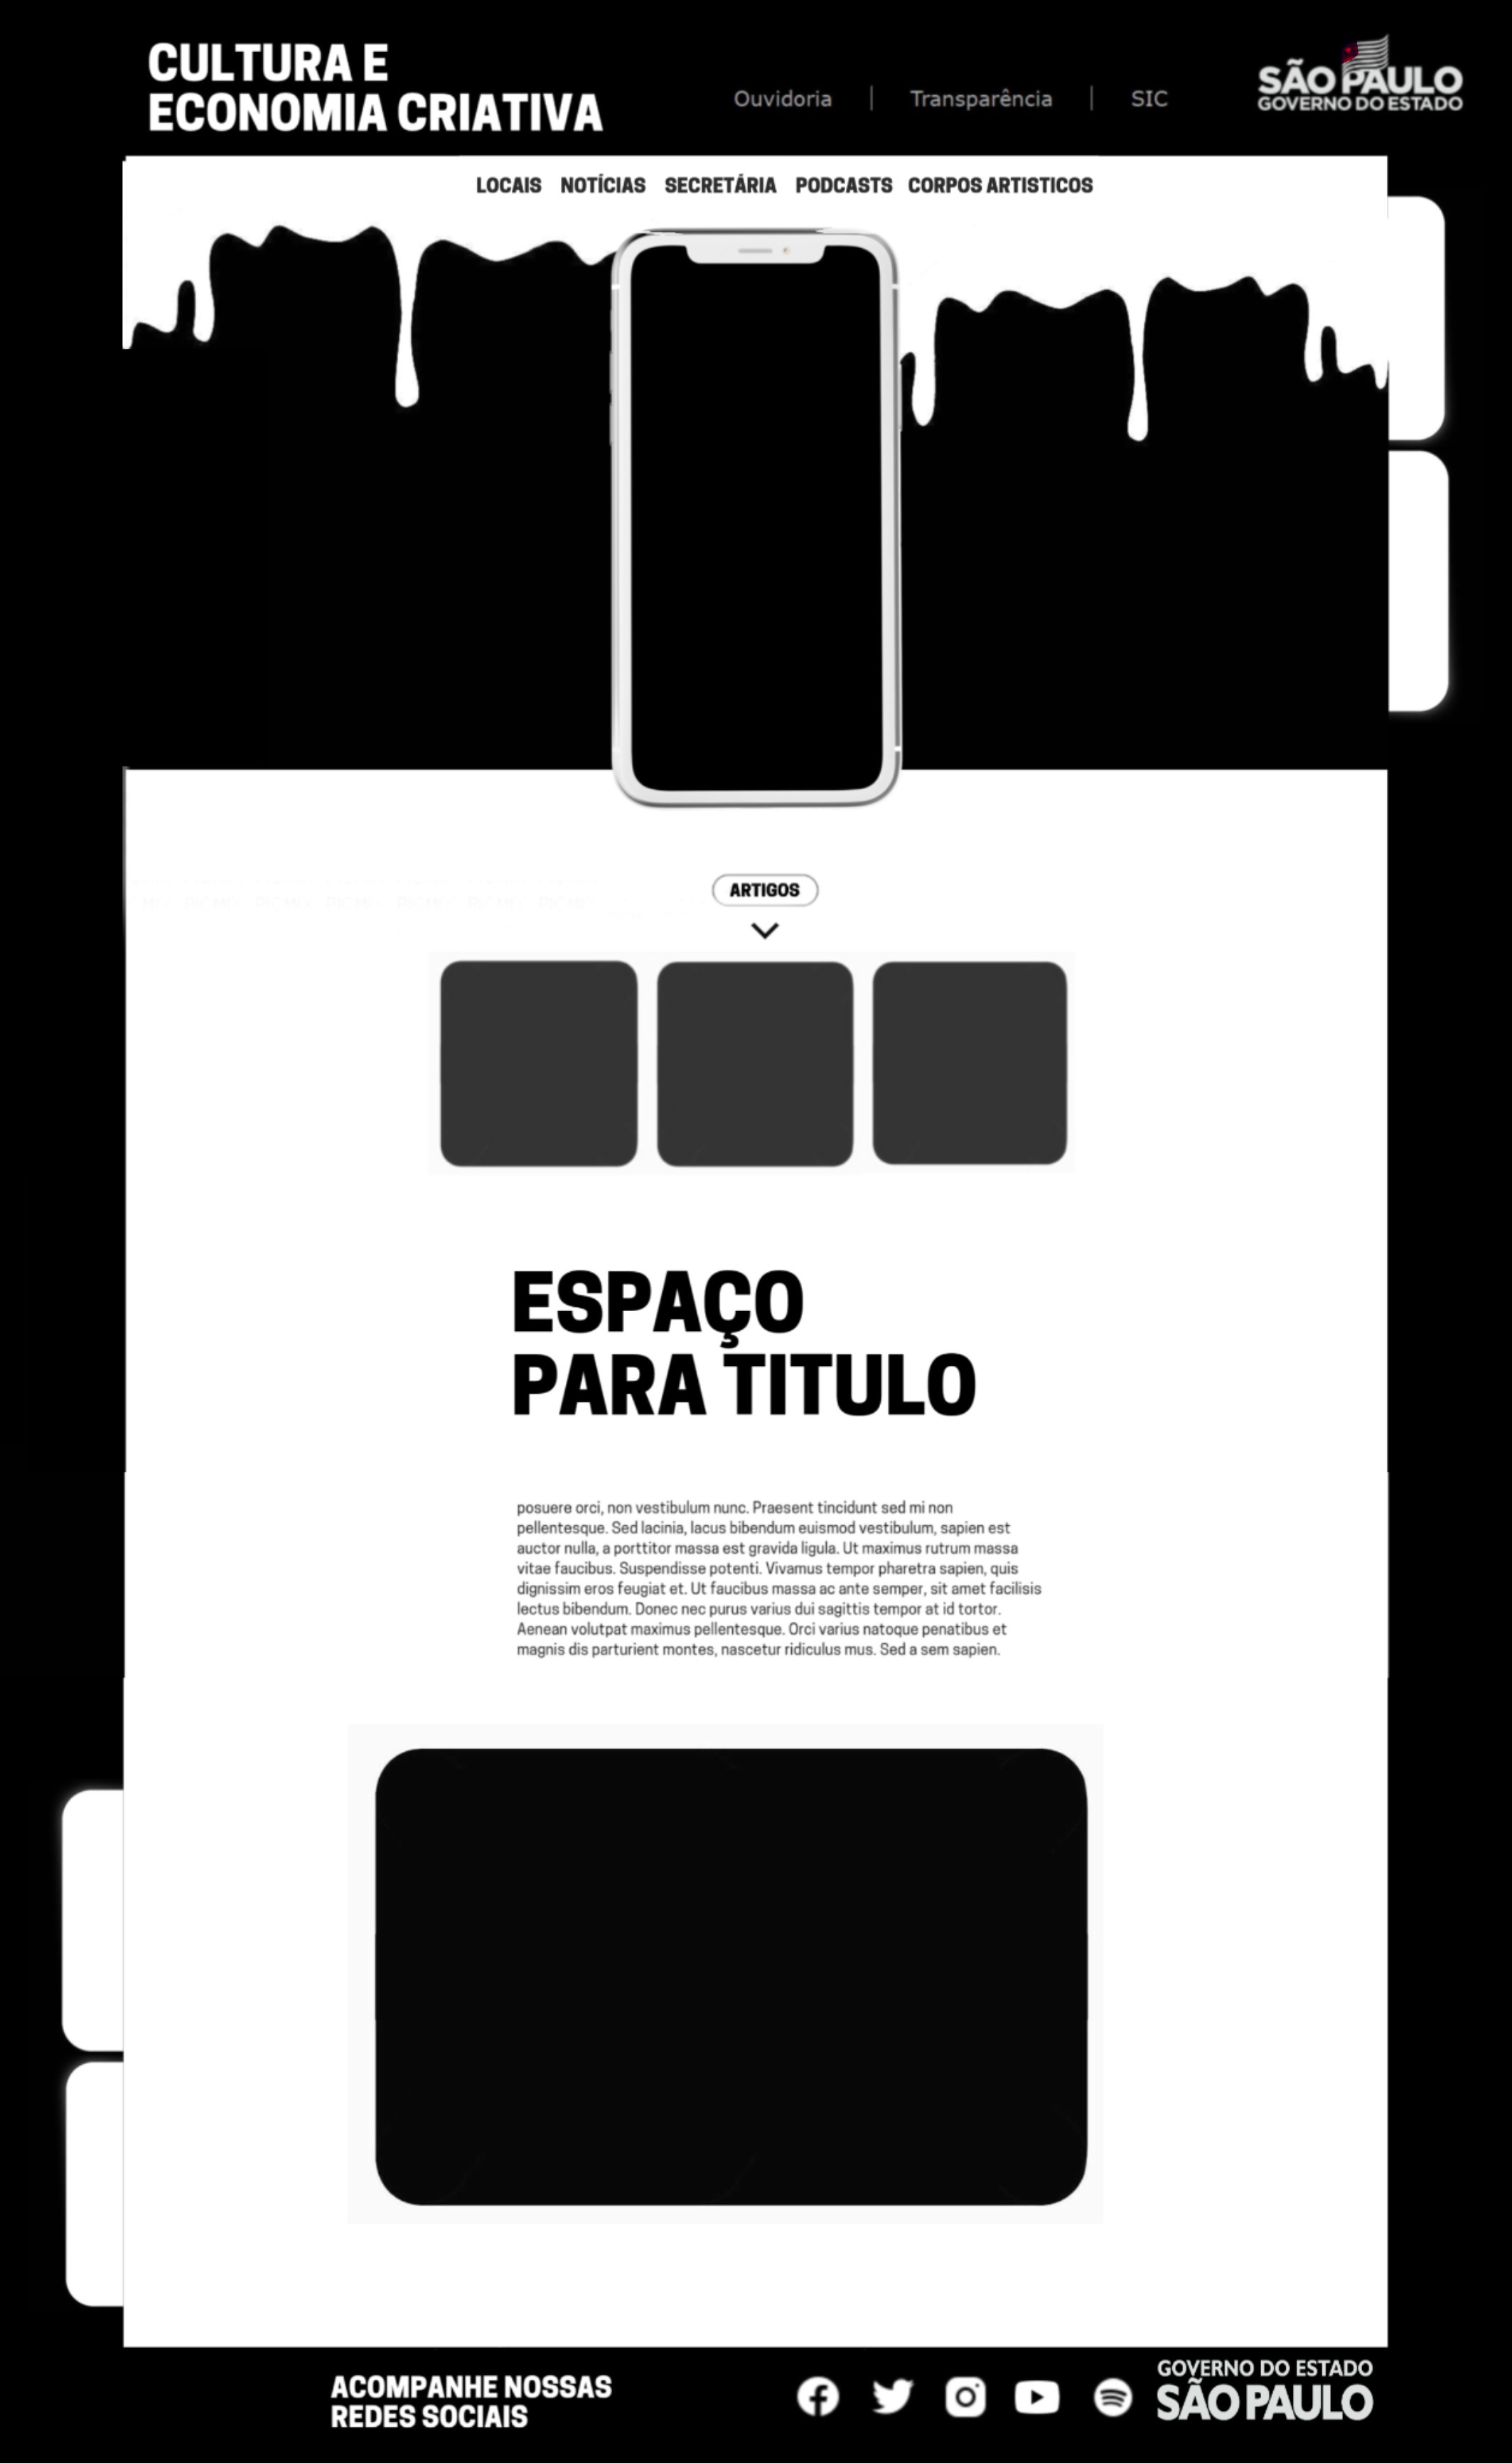 CULTURA E
ECONOMIA CRIATIVA
Ouvidoria | Transparência | SIC
SÃO PAULO
GOVERNO DO ESTADO
LOCAIS NOTÍCIAS SECRETÁRIA PODCASTS CORPOS ARTISTICOS
ARTIGOS
ESPAÇO
PARA TITULO
posuere orci, non vestibulum nunc. Praesent tincidunt sed mi non
pellentesque. Sed lacinia, lacus bibendum euismod vestibulum, sapien est
auctor nulla, a porttitor massa est gravida ligula. Ut maximus rutrum massa
vitae faucibus. Suspendisse potenti. Vivamus tempor pharetra sapien, quis
dignissim eros feugiat et. Ut faucibus massa ac ante semper, sit amet facilisis
lectus bibendum. Donec nec purus varius dui sagittis tempor at id tortor.
Aenean volutpat maximus pellentesque. Orci varius natoque penatibus et
magnis dis parturient montes, nascetur ridiculus mus. Sed a sem sapien.
ACOMPANHE NOSSAS
REDES SOCIAIS
GOVERNO DO ESTADO
SÃO PAULO